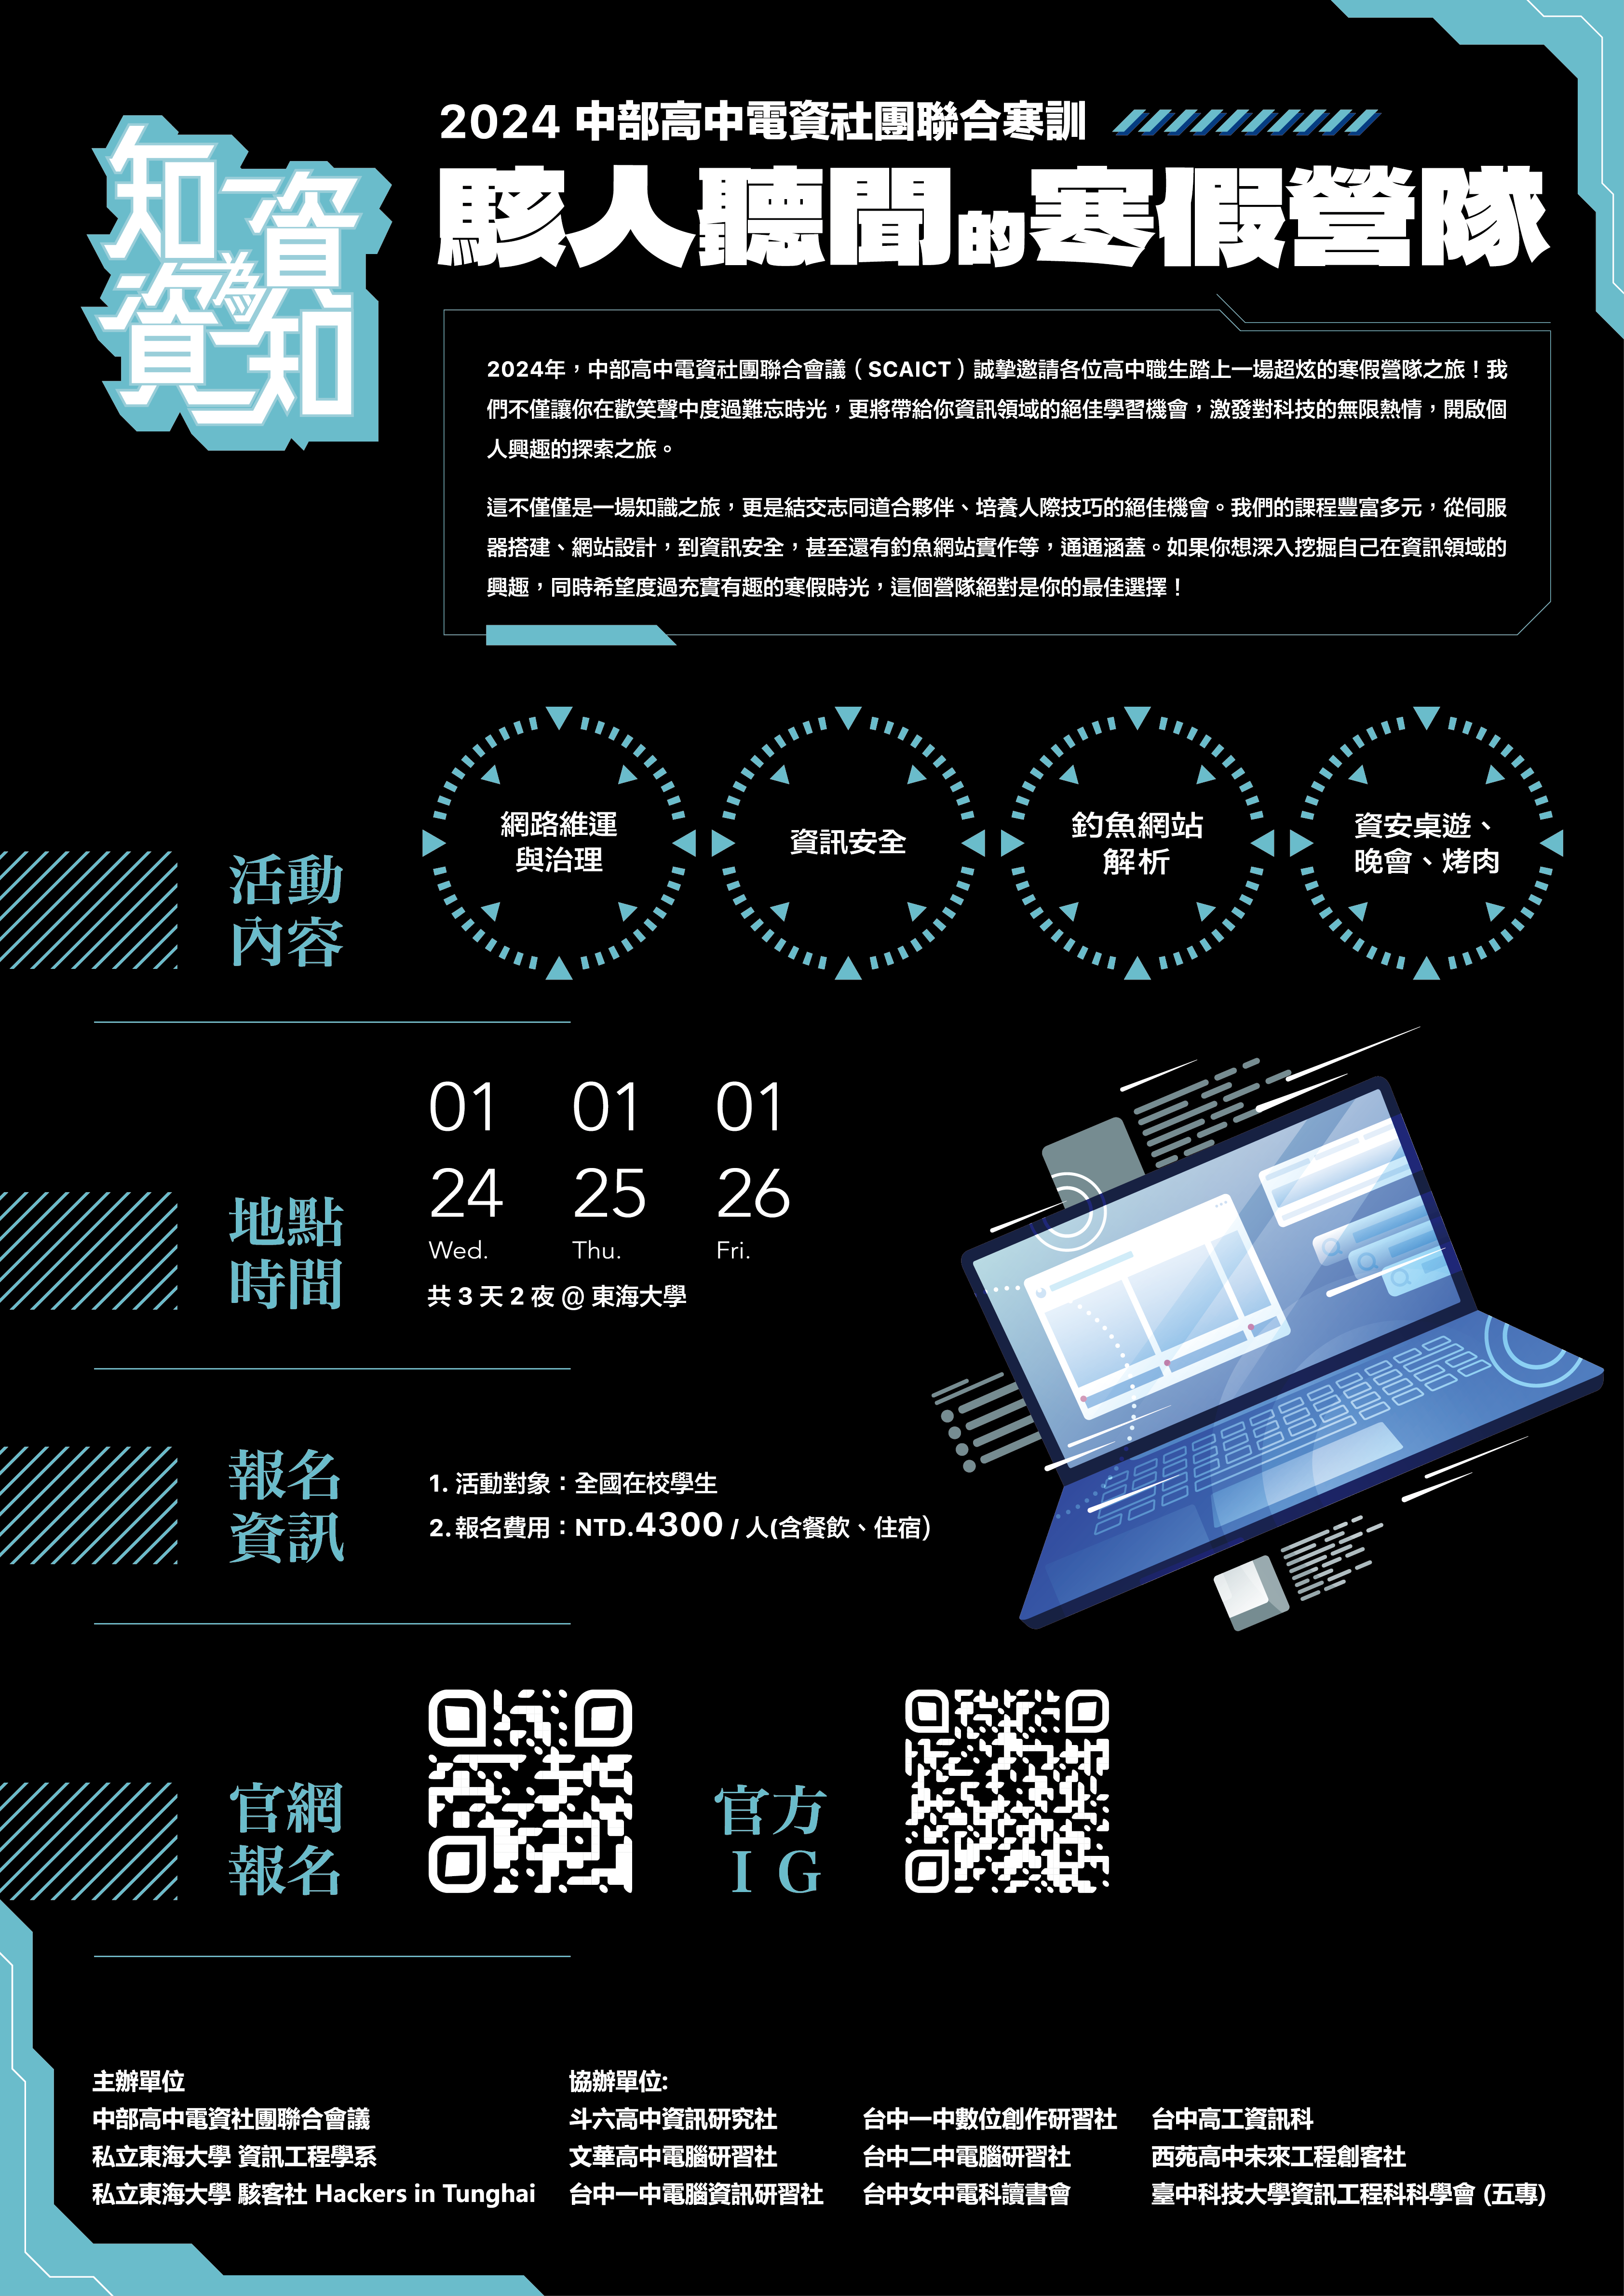 知資
為
資知
2024 中部高中電資社團聯合寒訓
駭人聽聞的寒假營隊
2024年，中部高中電資社團聯合會議（SCAICT）誠摯邀請各位高中職生踏上一場超炫的寒假營隊之旅！我
們不僅讓你在歡笑聲中度過難忘時光，更將帶給你資訊領域的絕佳學習機會，激發對科技的無限熱情，開啟個
人興趣的探索之旅。
這不僅僅是一場知識之旅，更是結交志同道合夥伴、培養人際技巧的絕佳機會。我們的課程豐富多元，從伺服
器搭建、網站設計，到資訊安全，甚至還有釣魚網站實作等，通通涵蓋。如果你想深入挖掘自己在資訊領域的
興趣，同時希望度過充實有趣的寒假時光，這個營隊絕對是你的最佳選擇！
活動
內容
網路維運
與治理
資訊安全
釣魚網站
解析
資安桌遊、
晚會、烤肉
地點
時間
01 01 01
24 25 26
Wed. Thu. Fri.
共 3 天 2 夜 @ 東海大學
報名
資訊
1. 活動對象：全國在校學生
2. 報名費用：NTD.4300 / 人(含餐飲、住宿)
官網
報名
官方
IG
主辦單位
中部高中電資社團聯合會議
私立東海大學 資訊工程學系
私立東海大學 駭客社 Hackers in Tunghai
協辦單位:
斗六高中資訊研究社
文華高中電腦研習社
台中一中電腦資訊研習社
台中一中數位創作研習社
台中二中電腦研習社
台中女中電科讀書會
台中高工資訊科
西苑高中未來工程創客社
臺中科技大學資訊工程科科學會 (五專)